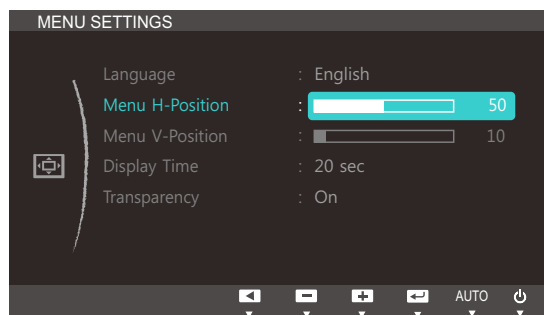 MENU SETTINGS
Language : English
Menu H-Position : 50
Menu V-Position : 10
Display Time : 20 sec
Transparency : On
AUTO